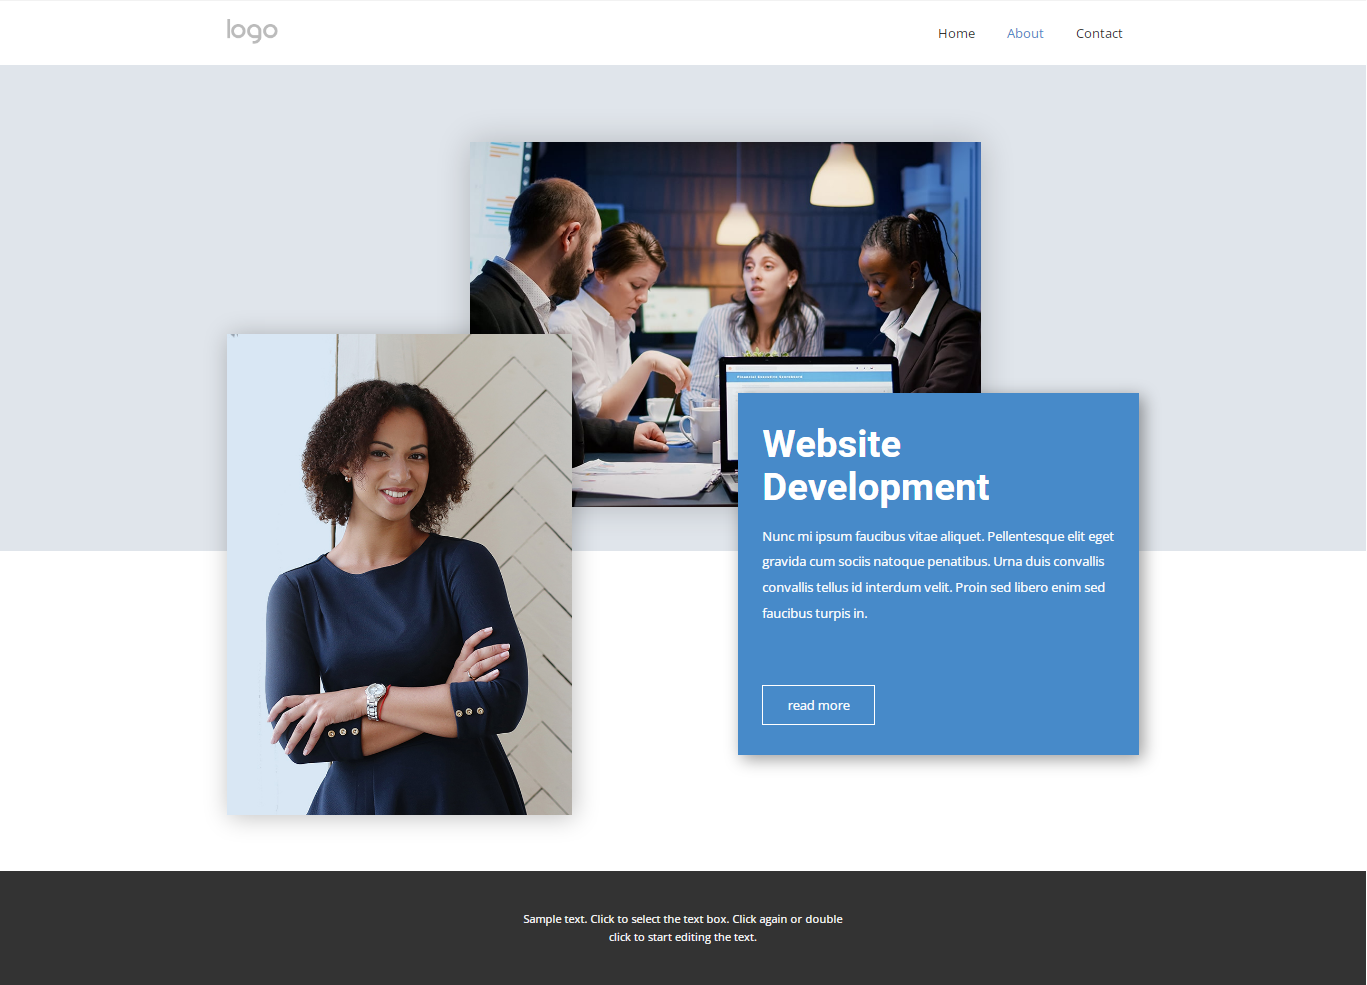 logo
Home About Contact
Website
Development
Nunc mi ipsum faucibus vitae aliquet. Pellentesque elit eget
gravida cum sociis natoque penatibus. Urna duis convallis
convallis tellus id interdum velit. Proin sed libero enim sed
faucibus turpis in.
read more
Sample text. Click to select the text box. Click again or double
click to start editing the text.